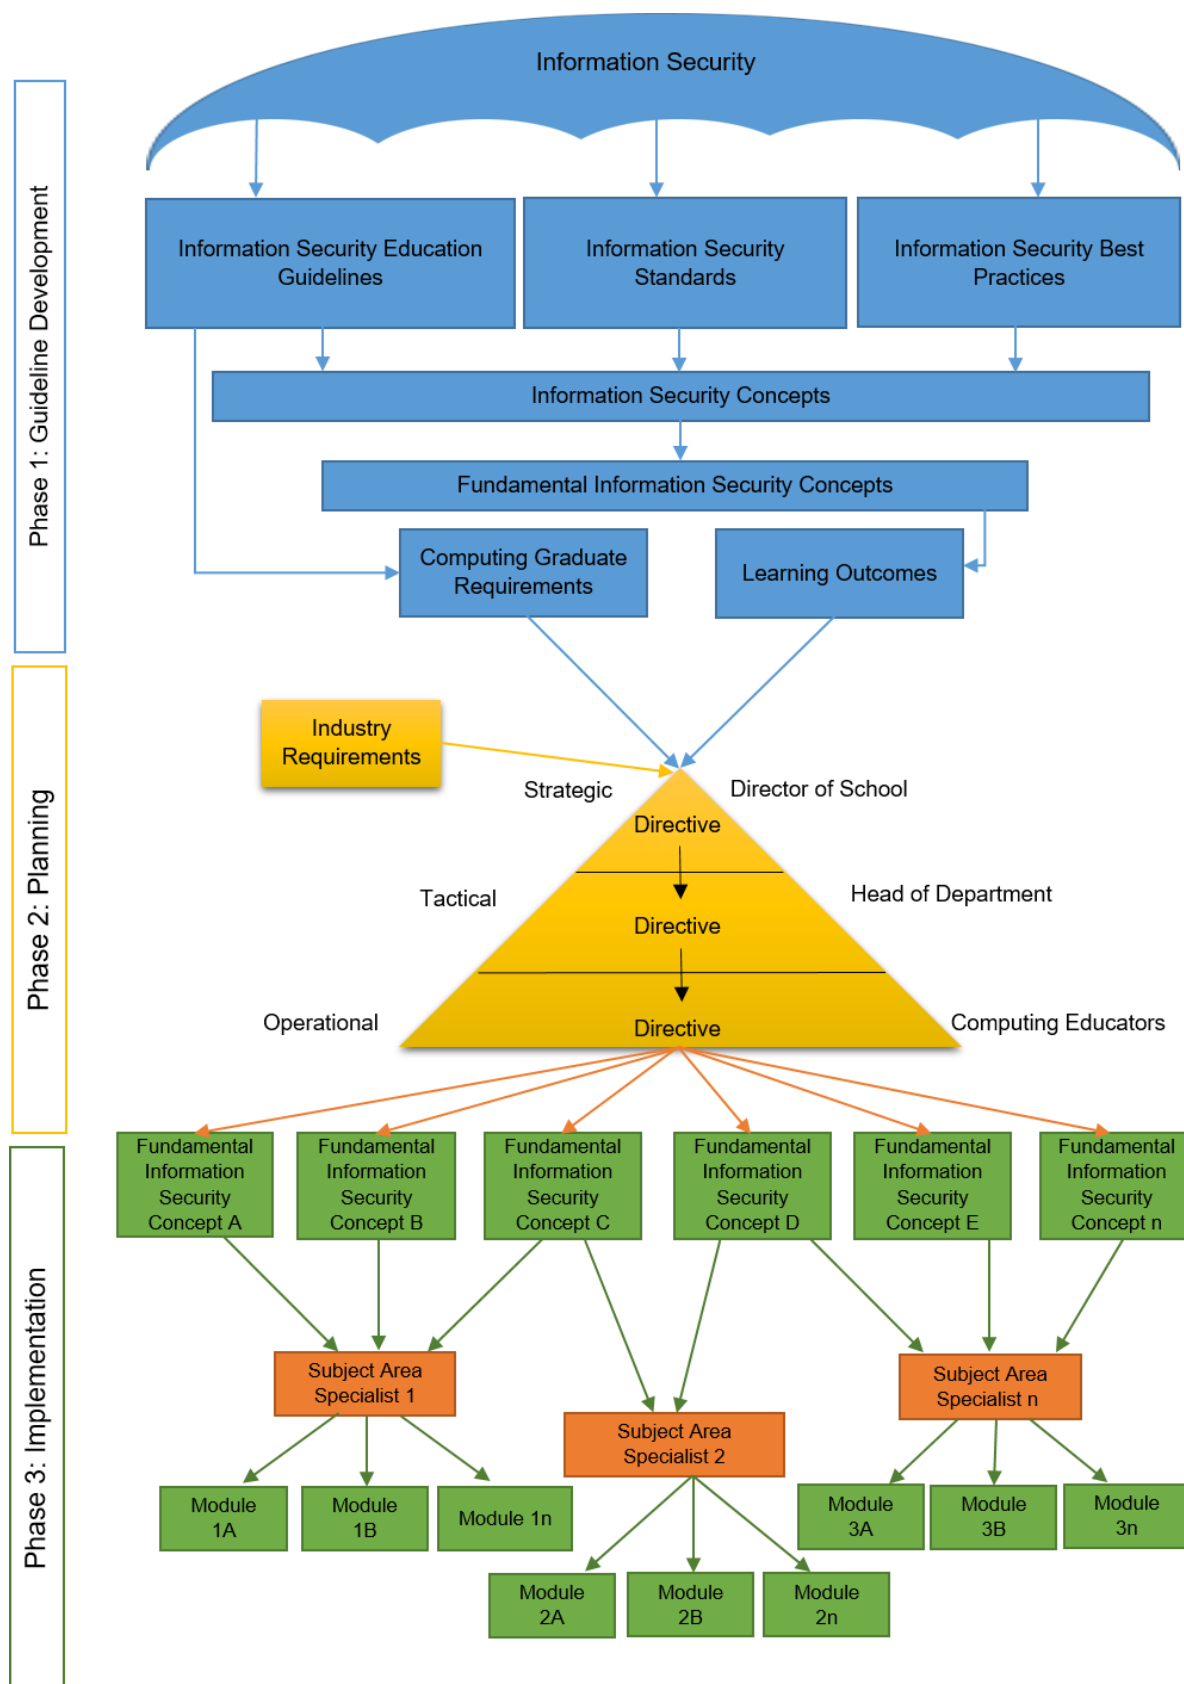 Information Security
Phase 1: Guideline Development
Information Security Education
Guidelines
Information Security
Standards
Information Security Best
Practices
Information Security Concepts
Fundamental Information Security Concepts
Computing Graduate
Requirements
Learning Outcomes
Phase 2: Planning
Industry
Requirements
Strategic
Director of School
Directive
Tactical
Head of Department
Directive
Operational
Computing Educators
Directive
Phase 3: Implementation
Fundamental
Information
Security
Concept A
Fundamental
Information
Security
Concept B
Fundamental
Information
Security
Concept C
Fundamental
Information
Security
Concept D
Fundamental
Information
Security
Concept E
Fundamental
Information
Security
Concept n
Subject Area
Specialist 1
Subject Area
Specialist 2
Subject Area
Specialist n
Module
1A
Module
1B
Module 1n
Module
2A
Module
2B
Module
2n
Module
3A
Module
3B
Module
3n